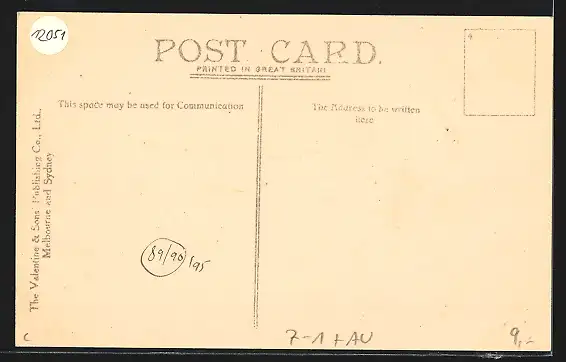 12051
POST CARD.
PRINTED IN GREAT BRITAIN
This space may be used for Communication
The Address to be written
here
The Valentine & Sons Publishing Co., Ltd.,
Melbourne and Sydney
89/90/95
7-1 + AU
9,-